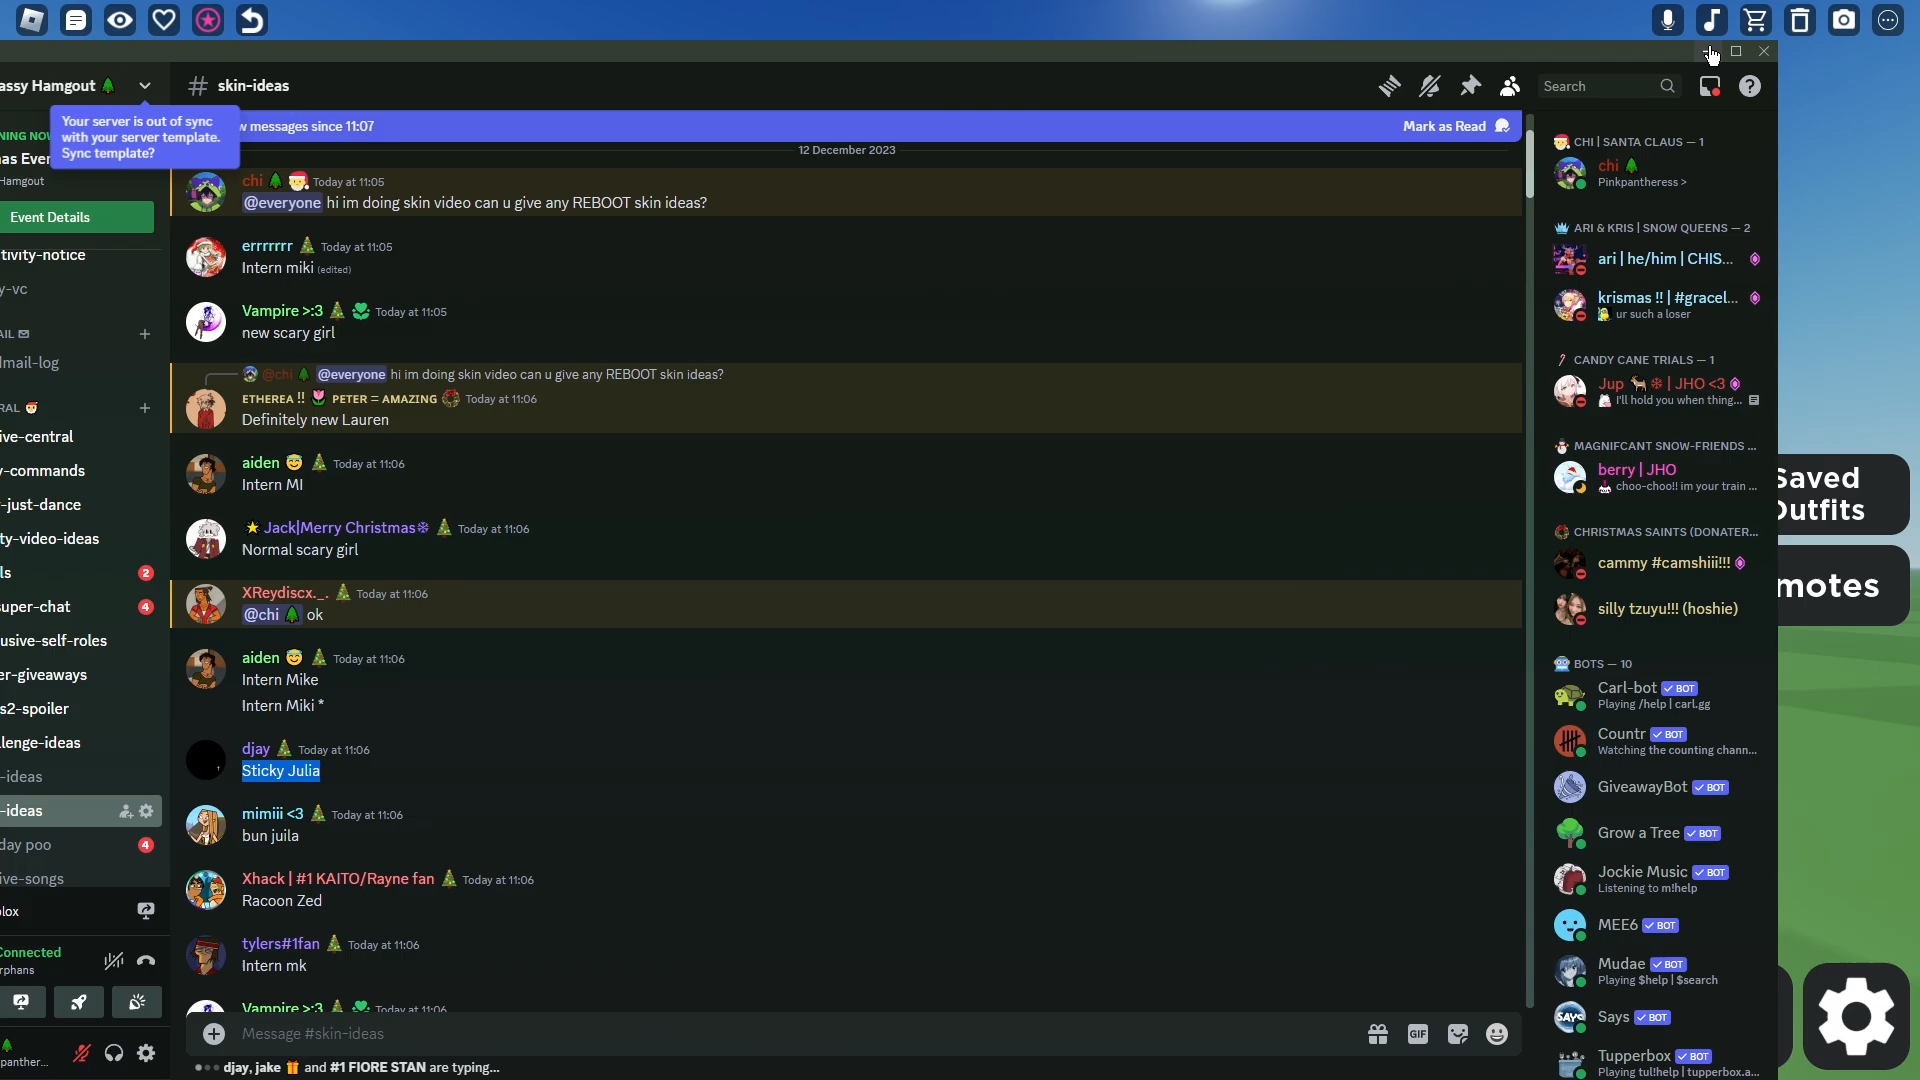 assy Hamgout
# skin-ideas
Search
Your server is out of sync
with your server template.
Sync template?
w messages since 11:07
Mark as Read
12 December 2023
NING NOW
as Ever
Hamgout
Event Details
tivity-notice
y-vc
AIL
dmail-log
RAL
ive-central
y-commands
-just-dance
ty-video-ideas
ls
2
super-chat
4
usive-self-roles
er-giveaways
s2-spoiler
lenge-ideas
-ideas
-ideas
day poo
4
ive-songs
lox
Connected
rphans
panther...
chi Today at 11:05
@everyone hi im doing skin video can u give any REBOOT skin ideas?
errrrrrr Today at 11:05
Intern miki (edited)
Vampire >:3 Today at 11:05
new scary girl
@chi @everyone hi im doing skin video can u give any REBOOT skin ideas?
ETHEREA !! PETER = AMAZING Today at 11:06
Definitely new Lauren
aiden Today at 11:06
Intern MI
Jack|Merry Christmas Today at 11:06
Normal scary girl
XReydiscx._. Today at 11:06
@chi ok
aiden Today at 11:06
Intern Mike
Intern Miki *
djay Today at 11:06
Sticky Julia
mimiii <3 Today at 11:06
bun juila
Xhack | #1 KAITO/Rayne fan Today at 11:06
Racoon Zed
tylers#1fan Today at 11:06
Intern mk
Vampire >:3 Today at 11:06
Message #skin-ideas
GIF
djay, jake and #1 FIORE STAN are typing...
CHI | SANTA CLAUS — 1
chi
Pinkpantheress >
ARI & KRIS | SNOW QUEENS — 2
ari | he/him | CHIS...
krismas !! | #gracel...
ur such a loser
CANDY CANE TRIALS — 1
Jup | JHO <3
I'll hold you when thing...
MAGNIFCANT SNOW-FRIENDS ...
berry | JHO
choo-choo!! im your train ...
CHRISTMAS SAINTS (DONATER...
cammy #camshiii!!!
silly tzuyu!!! (hoshie)
BOTS — 10
Carl-bot BOT
Playing /help | carl.gg
Countr BOT
Watching the counting chann...
GiveawayBot BOT
Grow a Tree BOT
Jockie Music BOT
Listening to m!help
MEE6 BOT
Mudae BOT
Playing $help | $search
SAYS
Says BOT
Tupperbox BOT
Playing tul!help | tupperbox.a...
Saved
Outfits
motes